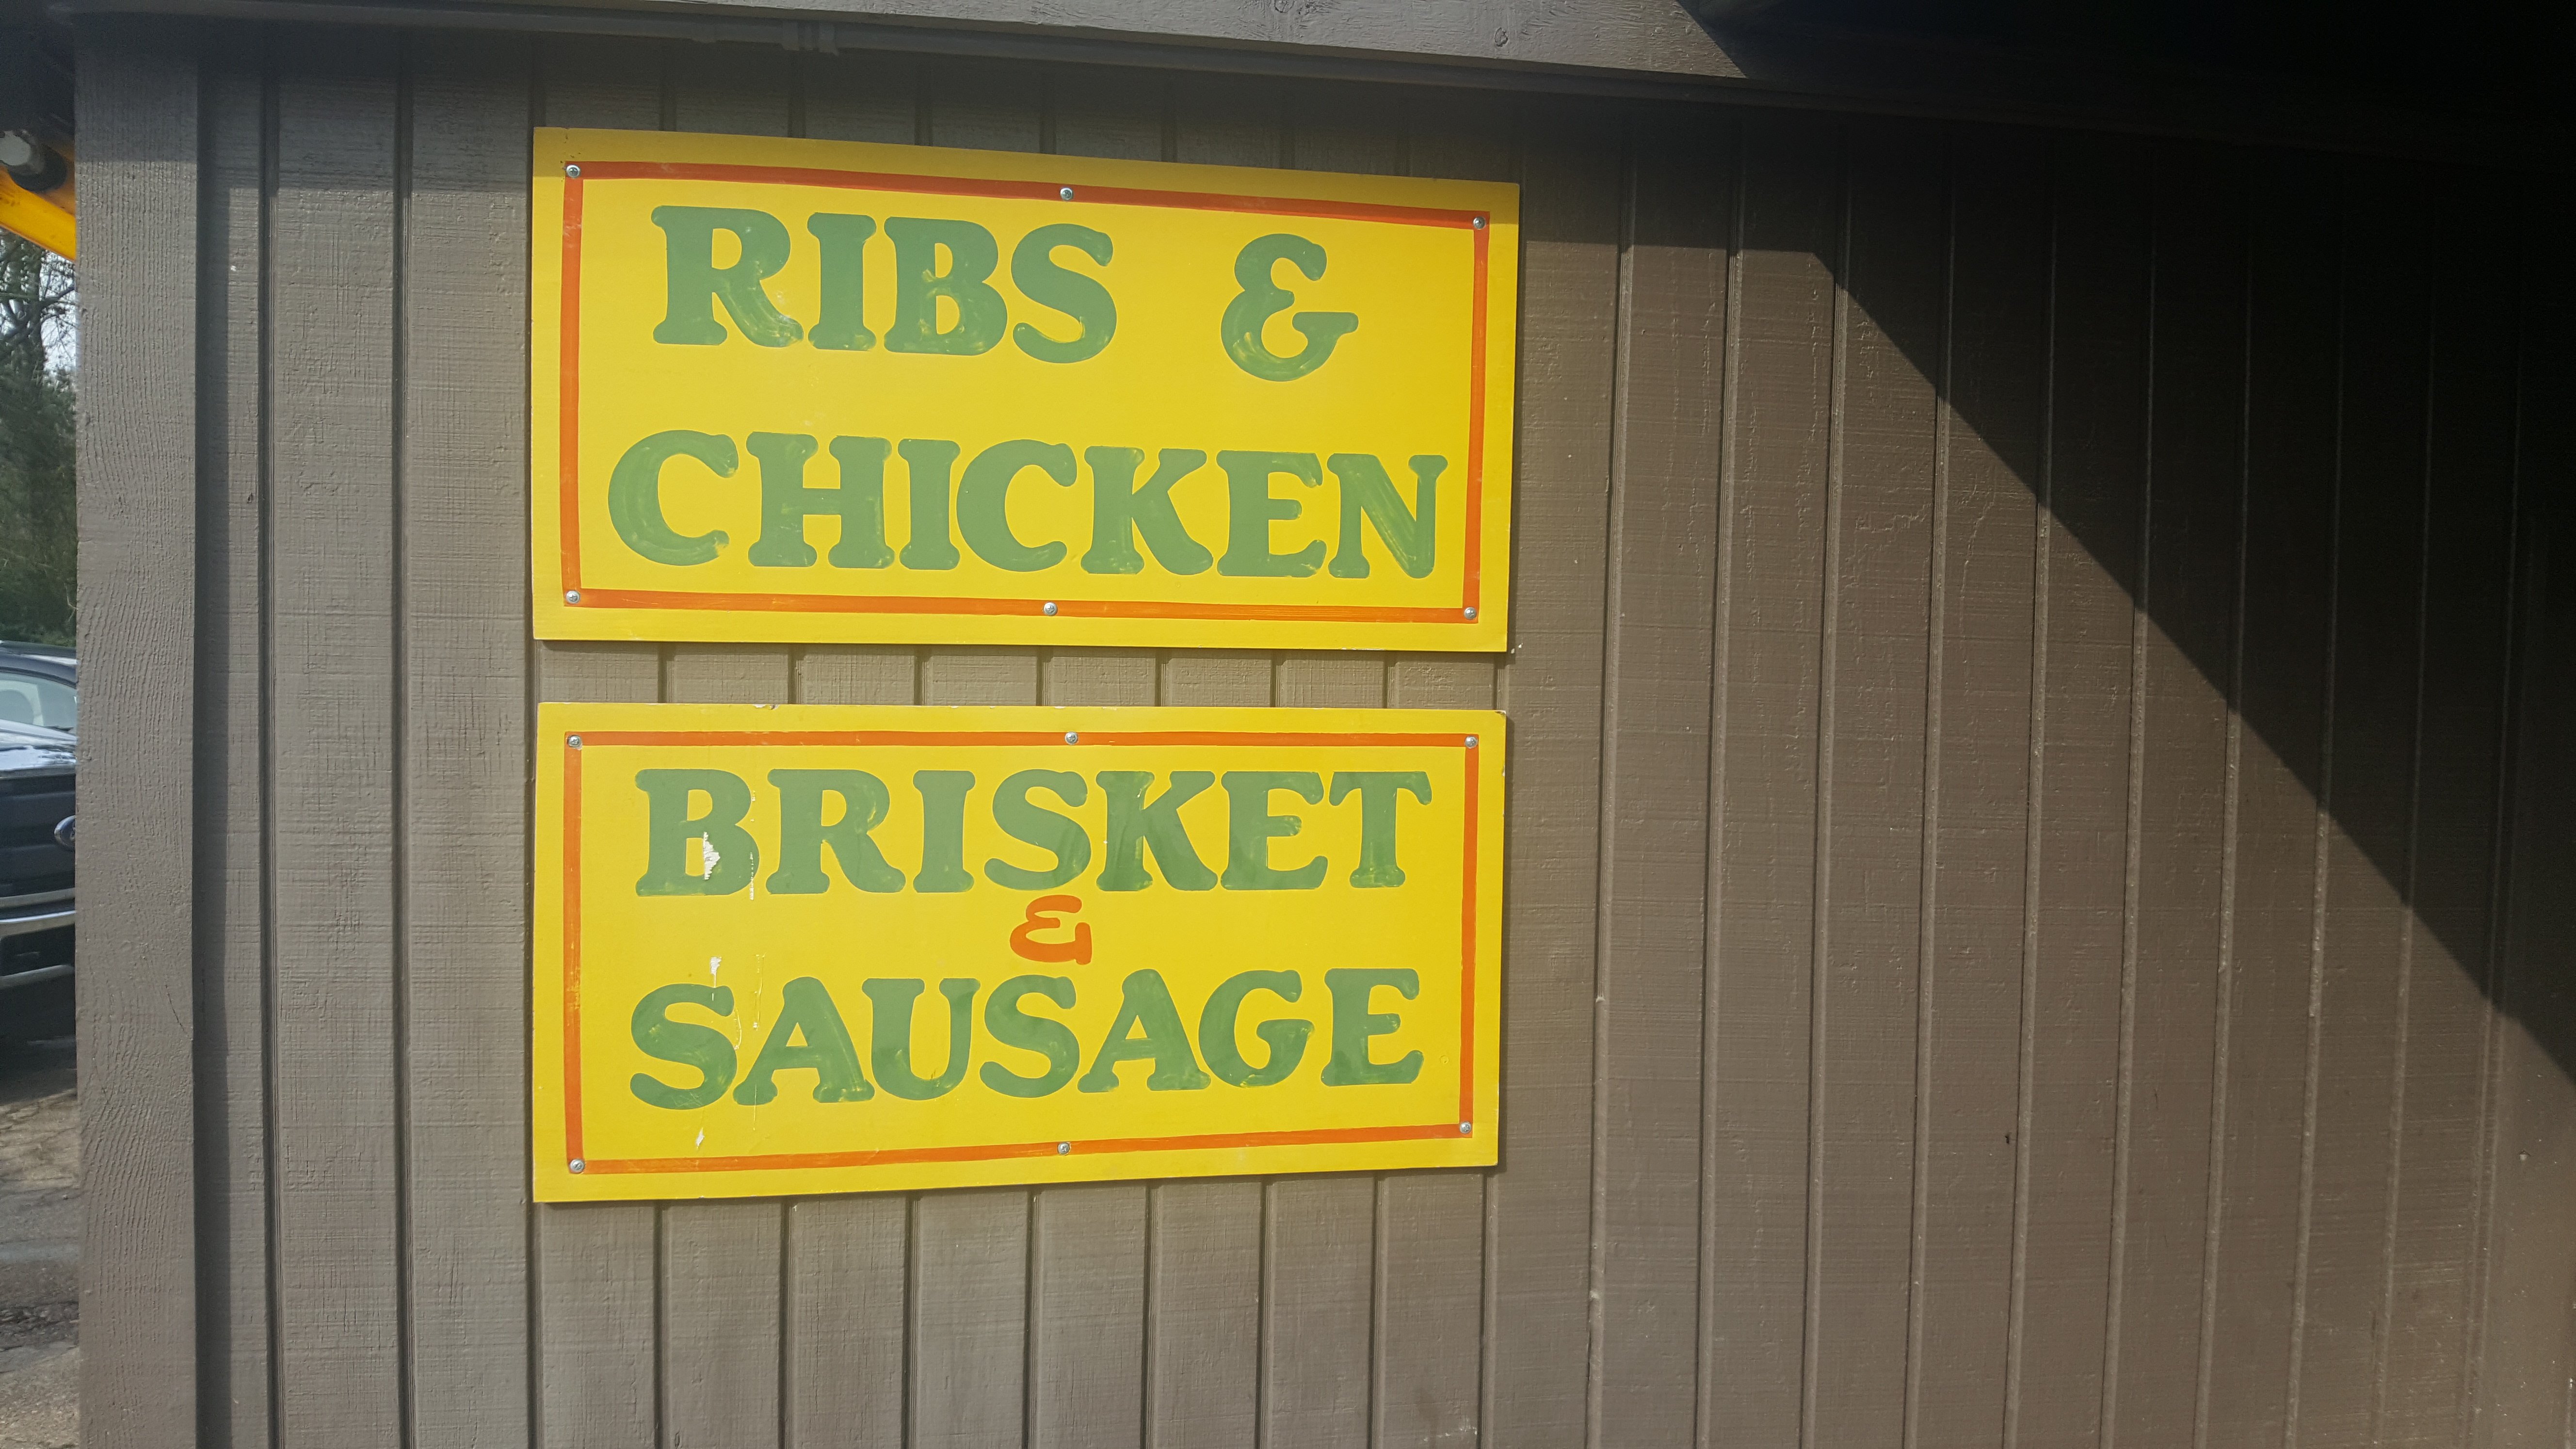 RIBS &
CHICKEN
BRISKET
&
SAUSAGE